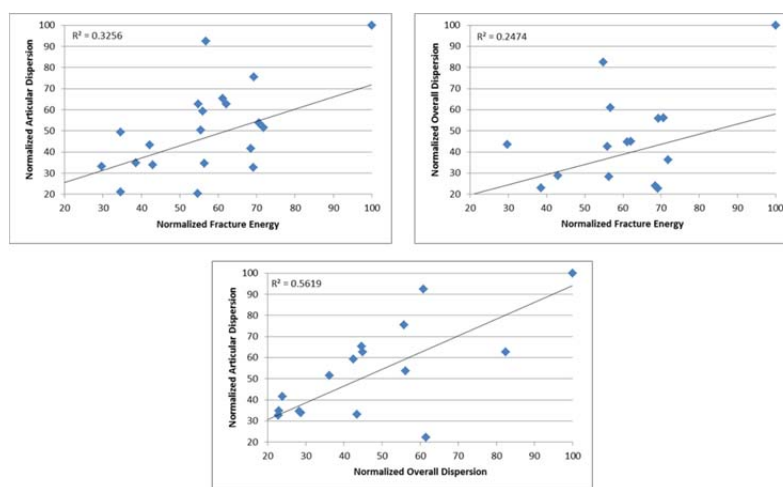 R² = 0.3256
Normalized Articular Dispersion
100
90
80
70
60
50
40
30
20
20 30 40 50 60 70 80 90 100
Normalized Fracture Energy
R² = 0.2474
Normalized Overall Dispersion
100
90
80
70
60
50
40
30
20
20 30 40 50 60 70 80 90 100
Normalized Fracture Energy
R² = 0.5619
Normalized Articular Dispersion
100
90
80
70
60
50
40
30
20
20 30 40 50 60 70 80 90 100
Normalized Overall Dispersion